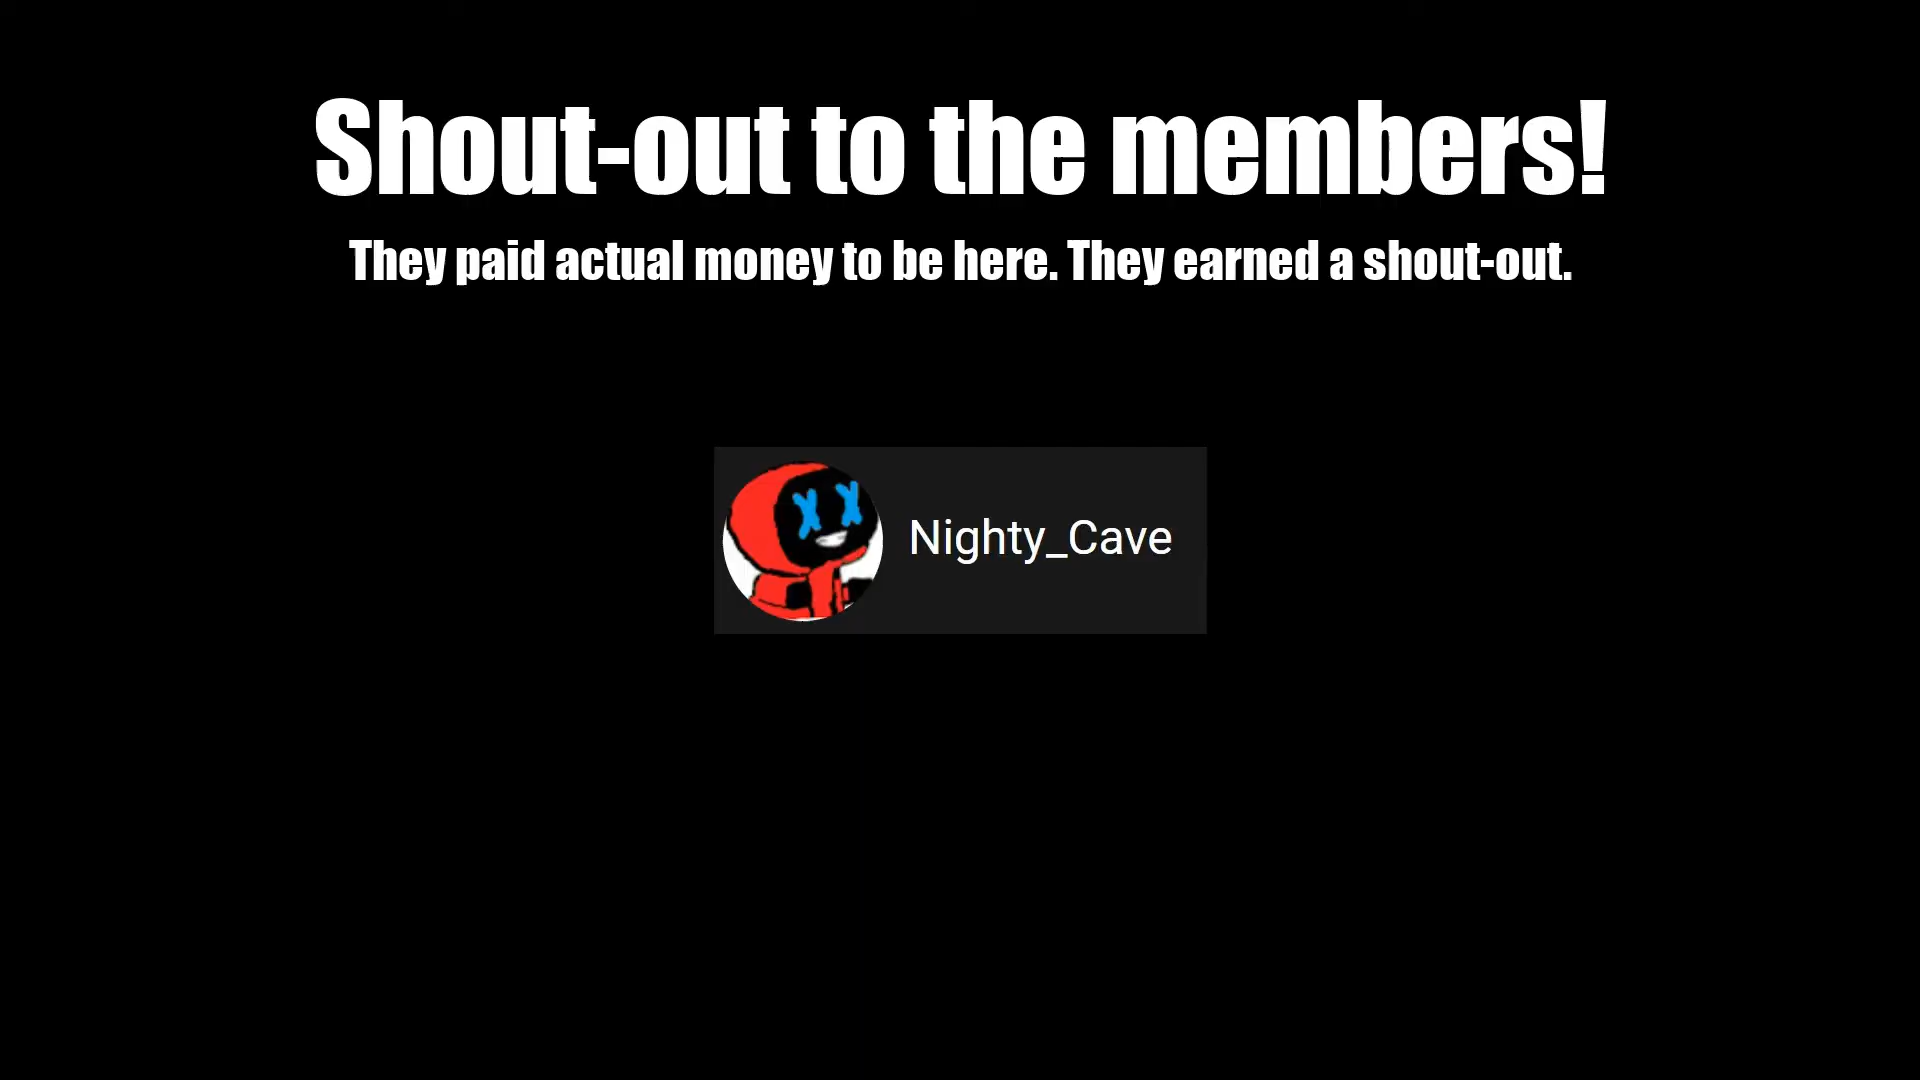 Shout-out to the members!
They paid actual money to be here. They earned a shout-out.
Nighty_Cave